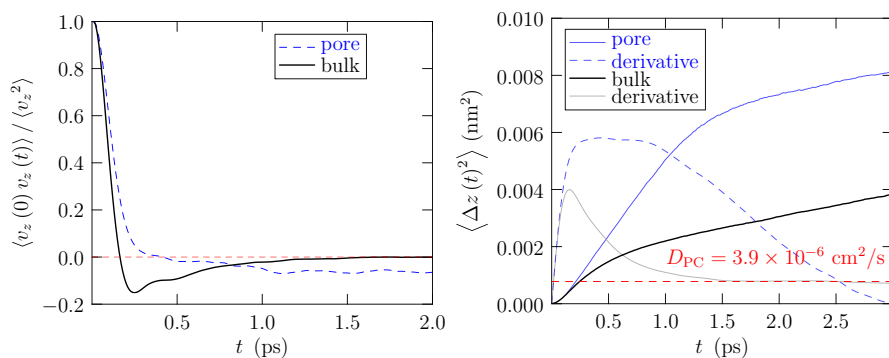 1.0
0.8
0.6
0.4
0.2
0.0
−0.2
0.5
1.0
1.5
2.0
t (ps)
⟨v_z (0) v_z (t)⟩ / ⟨v_z²⟩
pore
bulk
0.010
0.008
0.006
0.004
0.002
0.000
0.5
1.0
1.5
2.0
2.5
t (ps)
⟨Δz (t)²⟩ (nm²)
pore
derivative
bulk
derivative
D_PC = 3.9 × 10⁻⁶ cm²/s